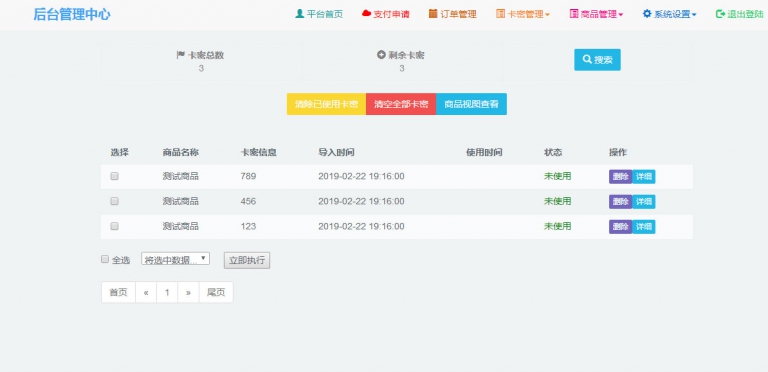 后台管理中心 平台首页 支付申请 订单管理 卡密管理 商品管理 系统设置 退出登陆
卡密总数 剩余卡密 搜索
3 3
清除已使用卡密 清空全部卡密 商品视图查看
选择 商品名称 卡密信息 导入时间 使用时间 状态 操作
测试商品 789 2019-02-22 19:16:00 未使用 删除 详细
测试商品 456 2019-02-22 19:16:00 未使用 删除 详细
测试商品 123 2019-02-22 19:16:00 未使用 删除 详细
全选 将选中数据... 立即执行
首页 « 1 » 尾页